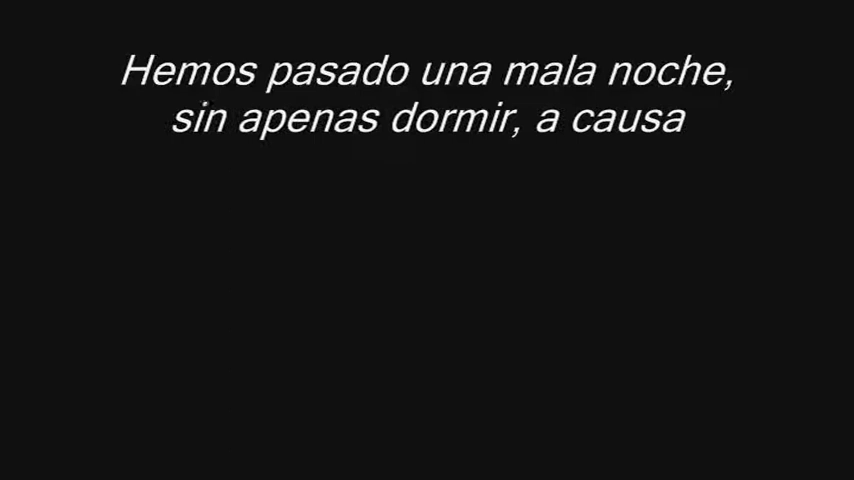 Hemos pasado una mala noche,
sin apenas dormir, a causa